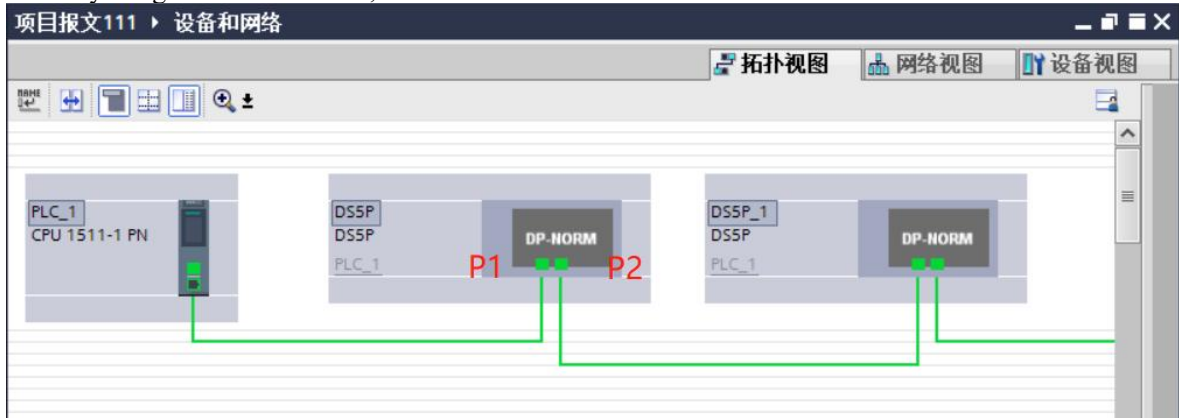 项目报文111 ▸ 设备和网络
拓扑视图 网络视图 设备视图
NAME
PLC_1
CPU 1511-1 PN
DS5P
DS5P
PLC_1
DP-NORM
P1
P2
DS5P_1
DS5P
PLC_1
DP-NORM